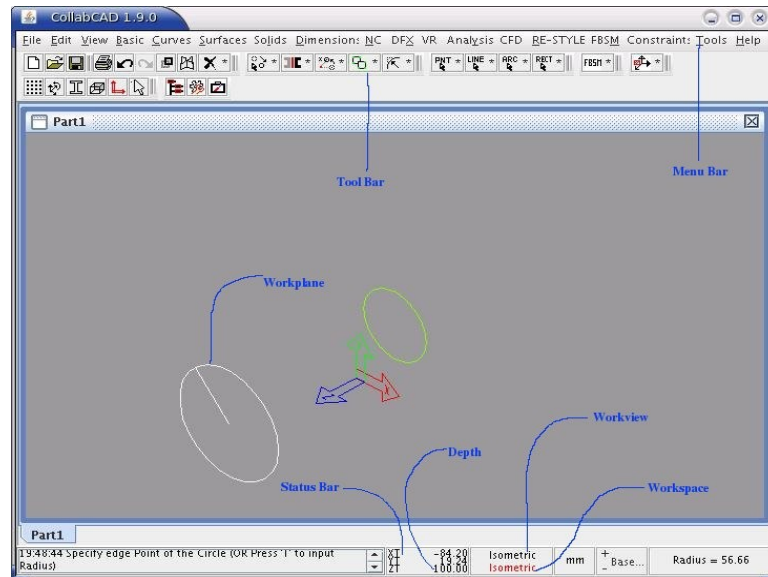 CollabCAD 1.9.0
File Edit View Basic Curves Surfaces Solids Dimensions NC DFX VR Analysis CFD RE-STYLE FBSM Constraints Tools Help
PNT LINE ARC RECT FBSM
Part1
Tool Bar
Menu Bar
Workplane
Workview
Depth
Status Bar
Workspace
Part1
19:48:44 Specify edge Point of the Circle (OR Press 'I' to input
Radius)
XT -84.20
YT 19.24
ZT 100.00
Isometric
Isometric
mm
+
- Base...
Radius = 56.66